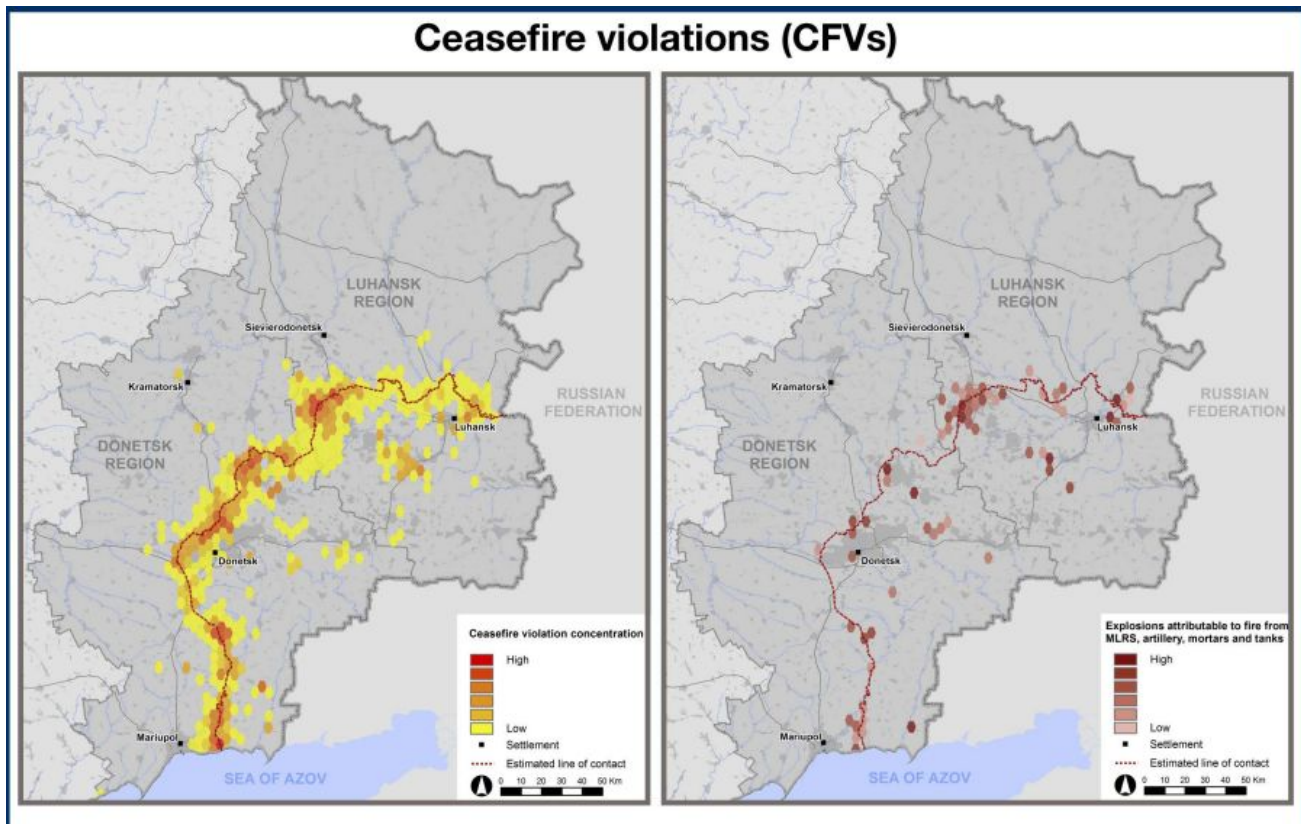 Ceasefire violations (CFVs)
LUHANSK
REGION
Sievierodonetsk
Kramatorsk
RUSSIAN
FEDERATION
Luhansk
DONETSK
REGION
Donetsk
Mariupol
SEA OF AZOV
Ceasefire violation concentration
High
Low
Settlement
Estimated line of contact
0 10 20 30 40 50 Km
LUHANSK
REGION
Sievierodonetsk
Kramatorsk
RUSSIAN
FEDERATION
Luhansk
DONETSK
REGION
Donetsk
Mariupol
SEA OF AZOV
Explosions attributable to fire from
MLRS, artillery, mortars and tanks
High
Low
Settlement
Estimated line of contact
0 10 20 30 40 50 Km